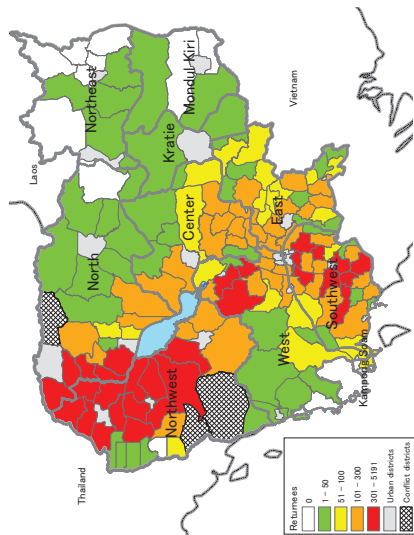 Laos
Northeast
Mondul Kiri
Kratie
Vietnam
Thailand
North
Center
East
Northwest
West
Southwest
Kampong Soam
Returnees
0
1 – 50
51 – 100
101 – 300
301 – 5191
Urban districts
Conflict districts